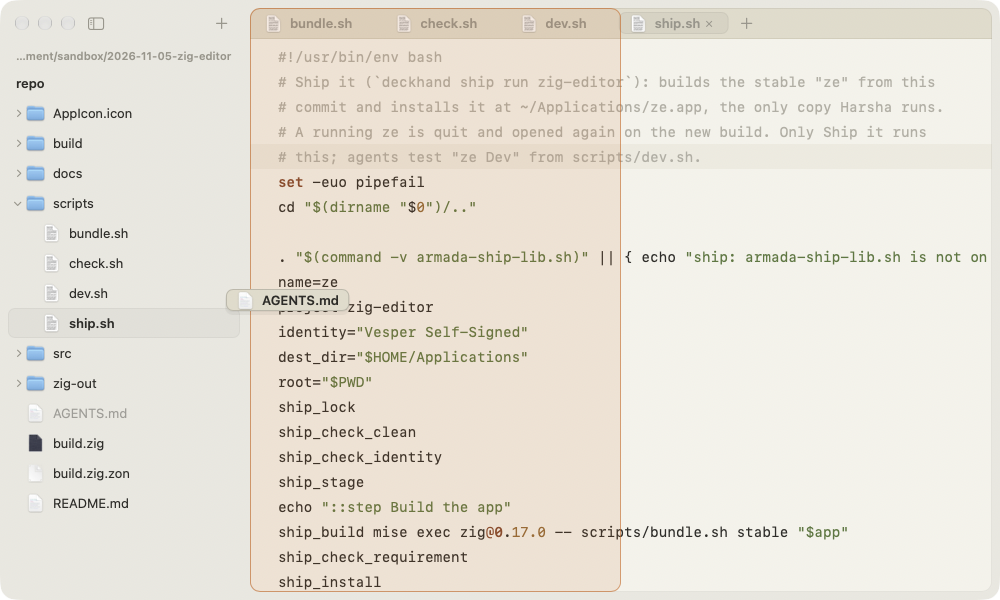 bundle.sh
check.sh
dev.sh
ship.sh ×
...ment/sandbox/2026-11-05-zig-editor
repo
AppIcon.icon
build
docs
scripts
bundle.sh
check.sh
dev.sh
ship.sh
src
zig-out
AGENTS.md
build.zig
build.zig.zon
README.md
AGENTS.md
#!/usr/bin/env bash
# Ship it (`deckhand ship run zig-editor`): builds the stable "ze" from this
# commit and installs it at ~/Applications/ze.app, the only copy Harsha runs.
# A running ze is quit and opened again on the new build. Only Ship it runs
# this; agents test "ze Dev" from scripts/dev.sh.
set -euo pipefail
cd "$(dirname "$0")/.."
. "$(command -v armada-ship-lib.sh)" || { echo "ship: armada-ship-lib.sh is not on
name=ze
zig-editor
identity="Vesper Self-Signed"
dest_dir="$HOME/Applications"
root="$PWD"
ship_lock
ship_check_clean
ship_check_identity
ship_stage
echo "::step Build the app"
ship_build mise exec zig@0.17.0 -- scripts/bundle.sh stable "$app"
ship_check_requirement
ship_install